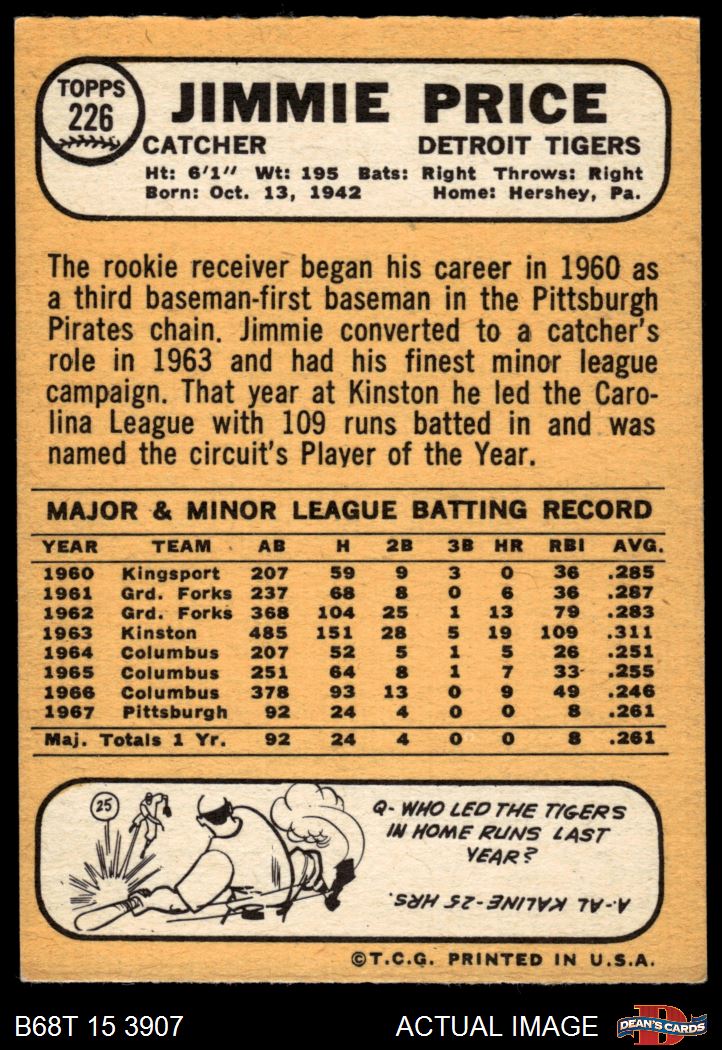 TOPPS
226
JIMMIE PRICE
CATCHER DETROIT TIGERS
Ht: 6'1" Wt: 195 Bats: Right Throws: Right
Born: Oct. 13, 1942 Home: Hershey, Pa.
The rookie receiver began his career in 1960 as
a third baseman-first baseman in the Pittsburgh
Pirates chain. Jimmie converted to a catcher's
role in 1963 and had his finest minor league
campaign. That year at Kinston he led the Caro-
lina League with 109 runs batted in and was
named the circuit's Player of the Year.
MAJOR & MINOR LEAGUE BATTING RECORD
YEAR TEAM AB H 2B 3B HR RBI AVG.
1960 Kingsport 207 59 9 3 0 36 .285
1961 Grd. Forks 237 68 8 0 6 36 .287
1962 Grd. Forks 368 104 25 1 13 79 .283
1963 Kinston 485 151 28 5 19 109 .311
1964 Columbus 207 52 5 1 5 26 .251
1965 Columbus 251 64 8 1 7 33 .255
1966 Columbus 378 93 13 0 9 49 .246
1967 Pittsburgh 92 24 4 0 0 8 .261
Maj. Totals 1 Yr. 92 24 4 0 0 8 .261
25
Q- WHO LED THE TIGERS
IN HOME RUNS LAST
YEAR?
A.-AL KALINE-25 HRS.
©T.C.G. PRINTED IN U.S.A.
B68T 15 3907 ACTUAL IMAGE
D
DEAN'S CARDS